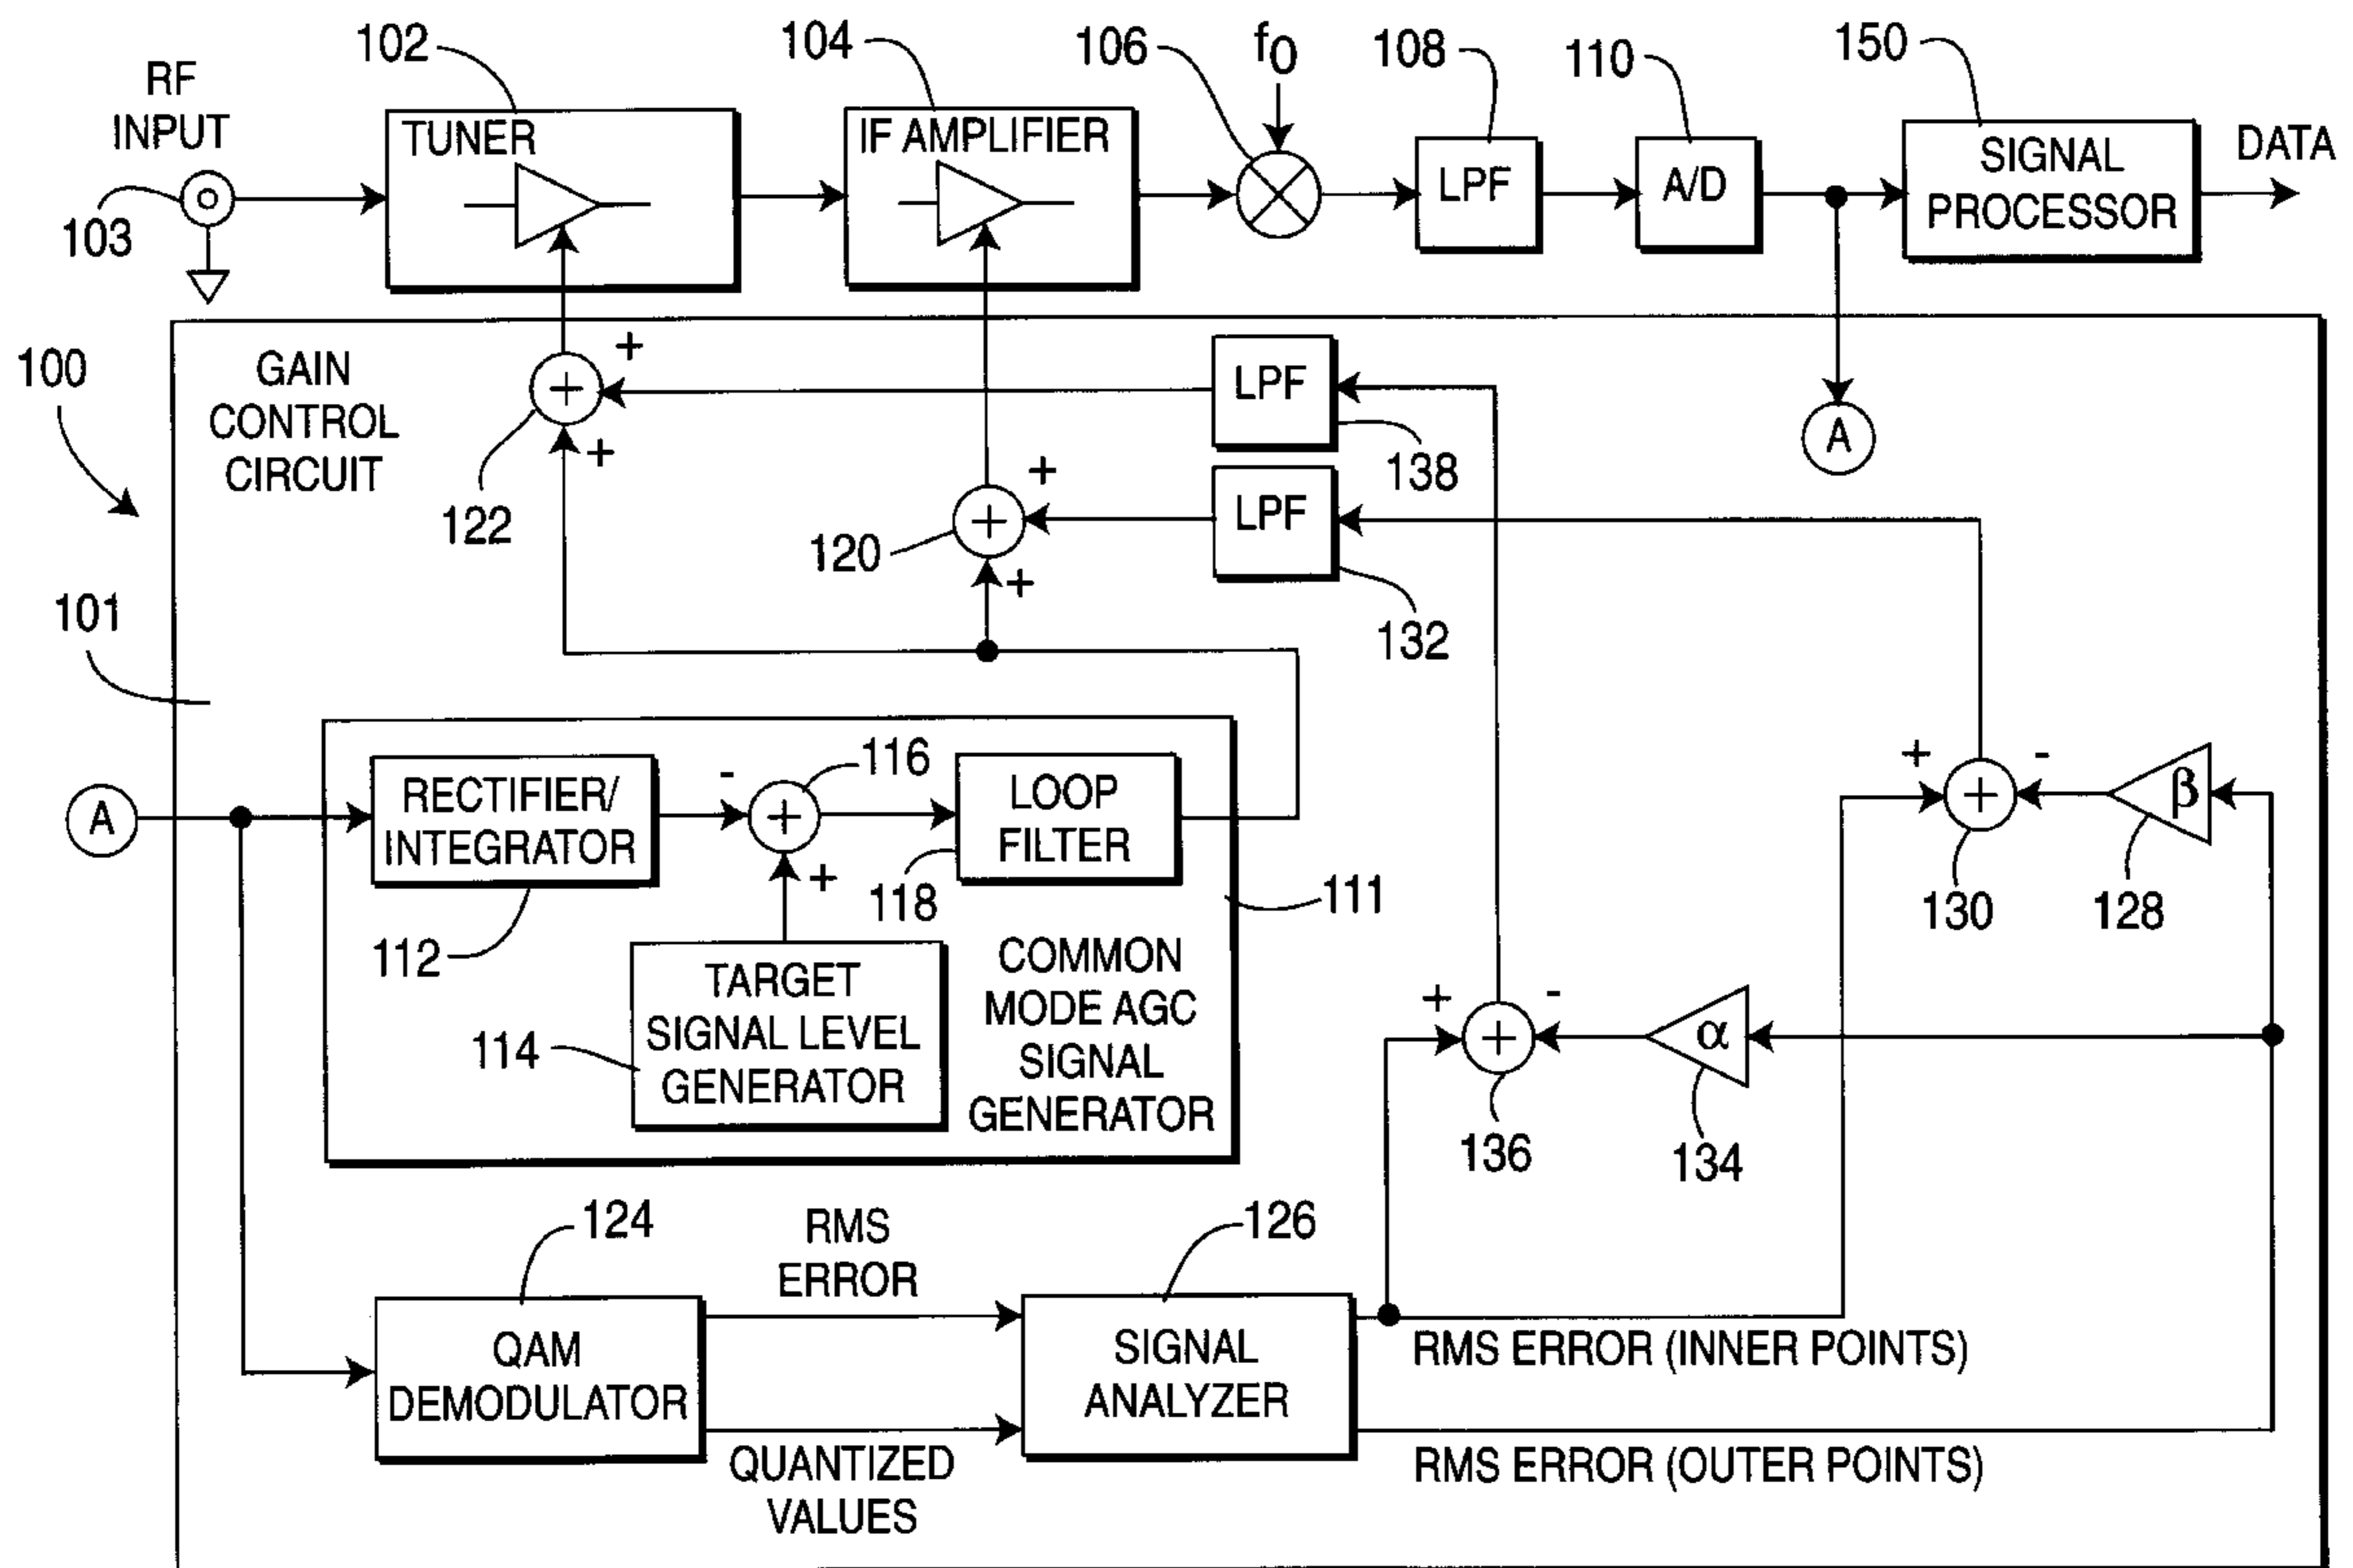 RF
INPUT
103
102
TUNER
104
IF AMPLIFIER
106
f0
108
LPF
110
A/D
150
SIGNAL
PROCESSOR
DATA
100
GAIN
CONTROL
CIRCUIT
+
+
+
122
LPF
138
A
+
+
+
120
LPF
132
101
A
RECTIFIER/
INTEGRATOR
112
-
+
116
+
LOOP
FILTER
118
111
TARGET
SIGNAL LEVEL
GENERATOR
114
COMMON
MODE AGC
SIGNAL
GENERATOR
+
+
-
130
β
128
+
+
-
136
α
134
124
QAM
DEMODULATOR
RMS
ERROR
QUANTIZED
VALUES
126
SIGNAL
ANALYZER
RMS ERROR (INNER POINTS)
RMS ERROR (OUTER POINTS)